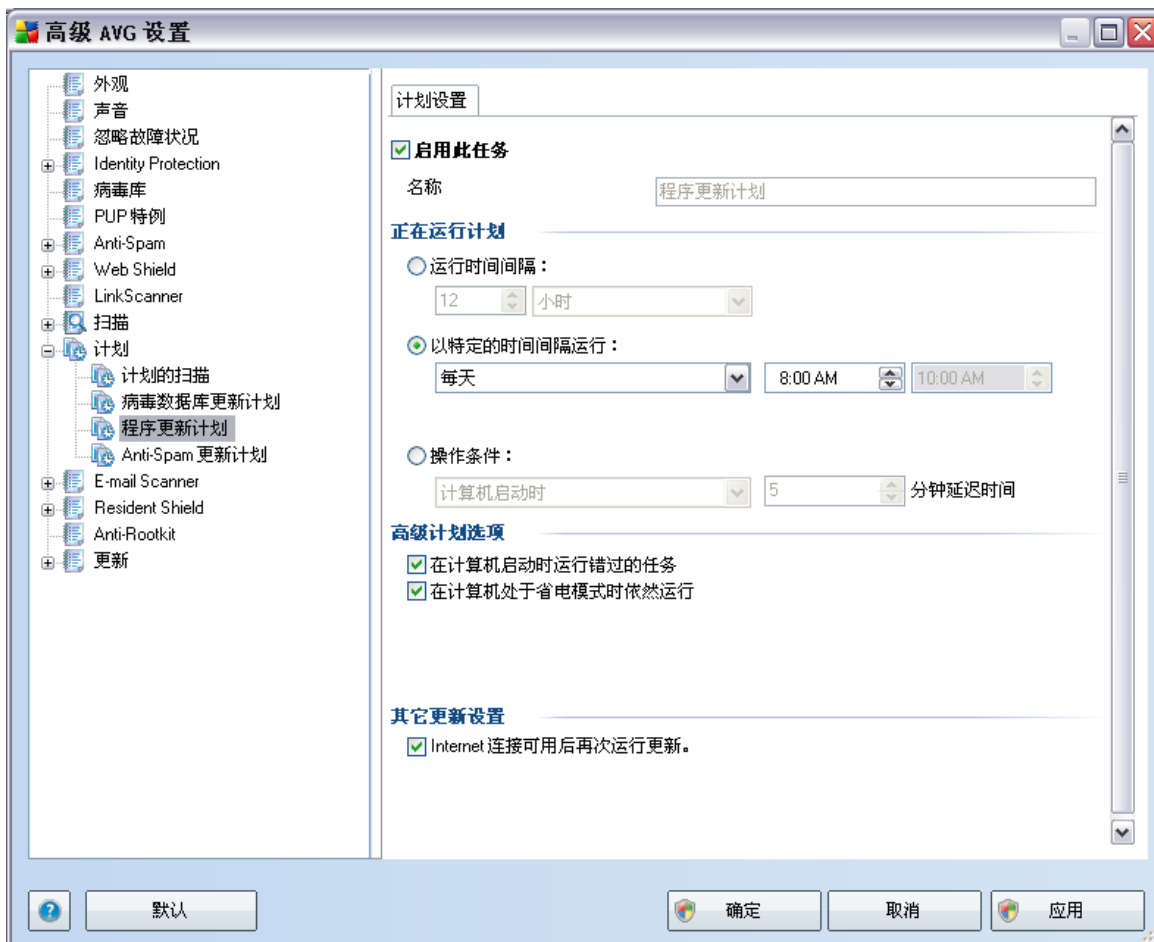 高级 AVG 设置
外观
声音
忽略故障状况
Identity Protection
病毒库
PUP 特例
Anti-Spam
Web Shield
LinkScanner
扫描
计划
计划的扫描
病毒数据库更新计划
程序更新计划
Anti-Spam 更新计划
E-mail Scanner
Resident Shield
Anti-Rootkit
更新
计划设置
启用此任务
名称 程序更新计划
正在运行计划
运行时间间隔：
12 小时
以特定的时间间隔运行：
每天 8:00 AM 10:00 AM
操作条件：
计算机启动时 5 分钟延迟时间
高级计划选项
在计算机启动时运行错过的任务
在计算机处于省电模式时依然运行
其它更新设置
Internet 连接可用后再次运行更新。
默认 确定 取消 应用